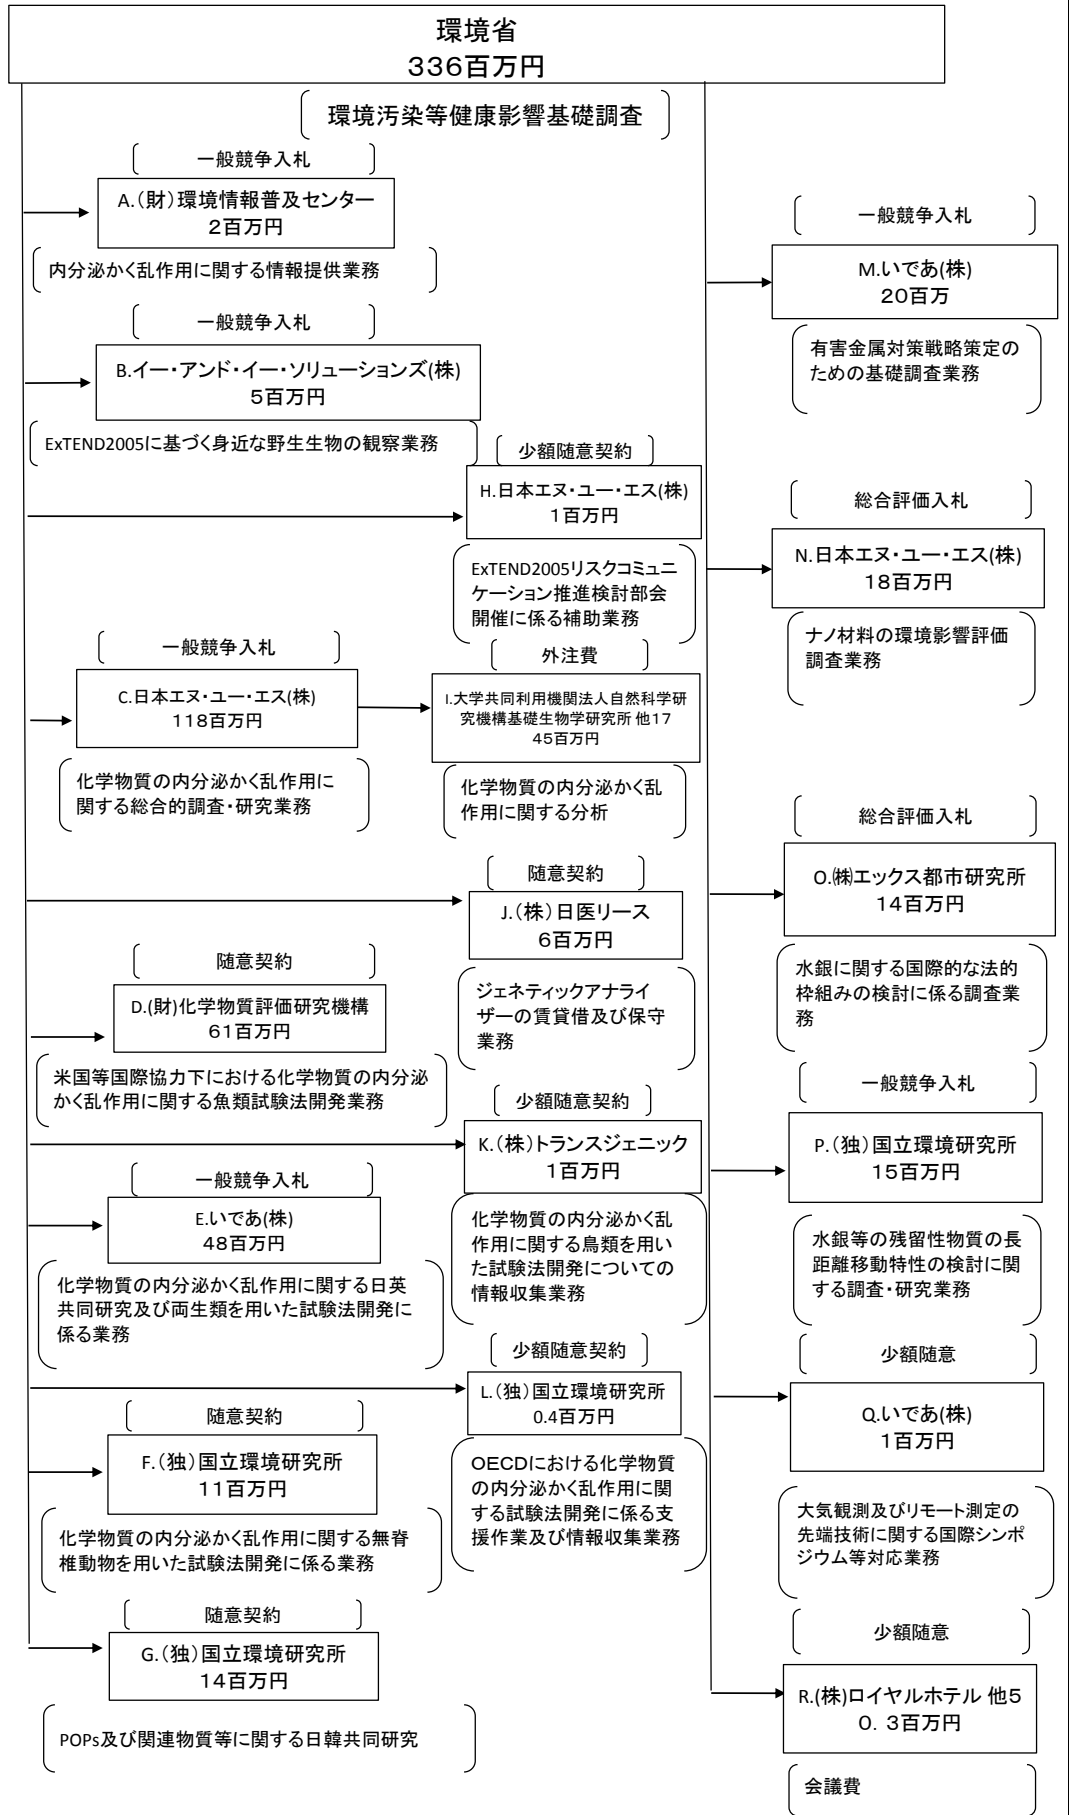 環境省
336百万円
環境汚染等健康影響基礎調査
一般競争入札
A.(財)環境情報普及センター
2百万円
内分泌かく乱作用に関する情報提供業務
一般競争入札
B.イー・アンド・イー・ソリューションズ(株)
5百万円
ExTEND2005に基づく身近な野生生物の観察業務
少額随意契約
H.日本エヌ・ユー・エス(株)
1百万円
ExTEND2005リスクコミュニ
ケーション推進検討部会
開催に係る補助業務
一般競争入札
C.日本エヌ・ユー・エス(株)
118百万円
化学物質の内分泌かく乱作用に
関する総合的調査・研究業務
外注費
I.大学共同利用機関法人自然科学研
究機構基礎生物学研究所 他17
45百万円
化学物質の内分泌かく乱
作用に関する分析
随意契約
J.(株)日医リース
6百万円
ジェネティックアナライ
ザーの賃貸借及び保守
業務
随意契約
D.(財)化学物質評価研究機構
61百万円
米国等国際協力下における化学物質の内分泌
かく乱作用に関する魚類試験法開発業務
少額随意契約
K.(株)トランスジェニック
1百万円
化学物質の内分泌かく乱
作用に関する鳥類を用い
た試験法開発についての
情報収集業務
一般競争入札
E.いであ(株)
48百万円
化学物質の内分泌かく乱作用に関する日英
共同研究及び両生類を用いた試験法開発に
係る業務
少額随意契約
L.(独)国立環境研究所
0.4百万円
OECDにおける化学物質
の内分泌かく乱作用に関
する試験法開発に係る支
援作業及び情報収集業務
随意契約
F.(独)国立環境研究所
11百万円
化学物質の内分泌かく乱作用に関する無脊
椎動物を用いた試験法開発に係る業務
随意契約
G.(独)国立環境研究所
14百万円
POPs及び関連物質等に関する日韓共同研究
一般競争入札
M.いであ(株)
20百万
有害金属対策戦略策定の
ための基礎調査業務
総合評価入札
N.日本エヌ・ユー・エス(株)
18百万円
ナノ材料の環境影響評価
調査業務
総合評価入札
O.㈱エックス都市研究所
14百万円
水銀に関する国際的な法的
枠組みの検討に係る調査業
務
一般競争入札
P.(独)国立環境研究所
15百万円
水銀等の残留性物質の長
距離移動特性の検討に関
する調査・研究業務
少額随意
Q.いであ(株)
1百万円
大気観測及びリモート測定の
先端技術に関する国際シンポ
ジウム等対応業務
少額随意
R.(株)ロイヤルホテル 他5
0.3百万円
会議費